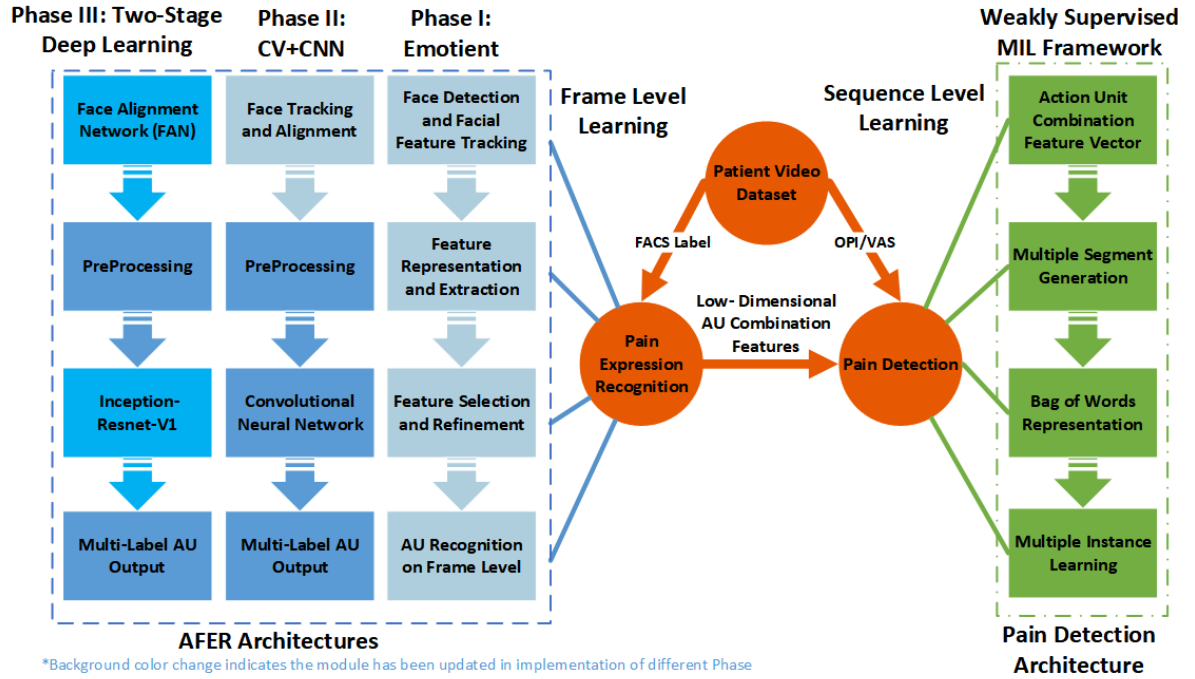 Phase III: Two-Stage
Deep Learning
Phase II:
CV+CNN
Phase I:
Emotient
Weakly Supervised
MIL Framework
Face Alignment
Network (FAN)
PreProcessing
Inception-
Resnet-V1
Multi-Label AU
Output
Face Tracking
and Alignment
PreProcessing
Convolutional
Neural Network
Multi-Label AU
Output
Face Detection
and Facial
Feature Tracking
Feature
Representation
and Extraction
Feature Selection
and Refinement
AU Recognition
on Frame Level
Frame Level
Learning
Sequence Level
Learning
Patient Video
Dataset
FACS Label
OPI/VAS
Low- Dimensional
AU Combination
Features
Pain
Expression
Recognition
Pain Detection
Action Unit
Combination
Feature Vector
Multiple Segment
Generation
Bag of Words
Representation
Multiple Instance
Learning
AFER Architectures
Pain Detection
Architecture
*Background color change indicates the module has been updated in implementation of different Phase